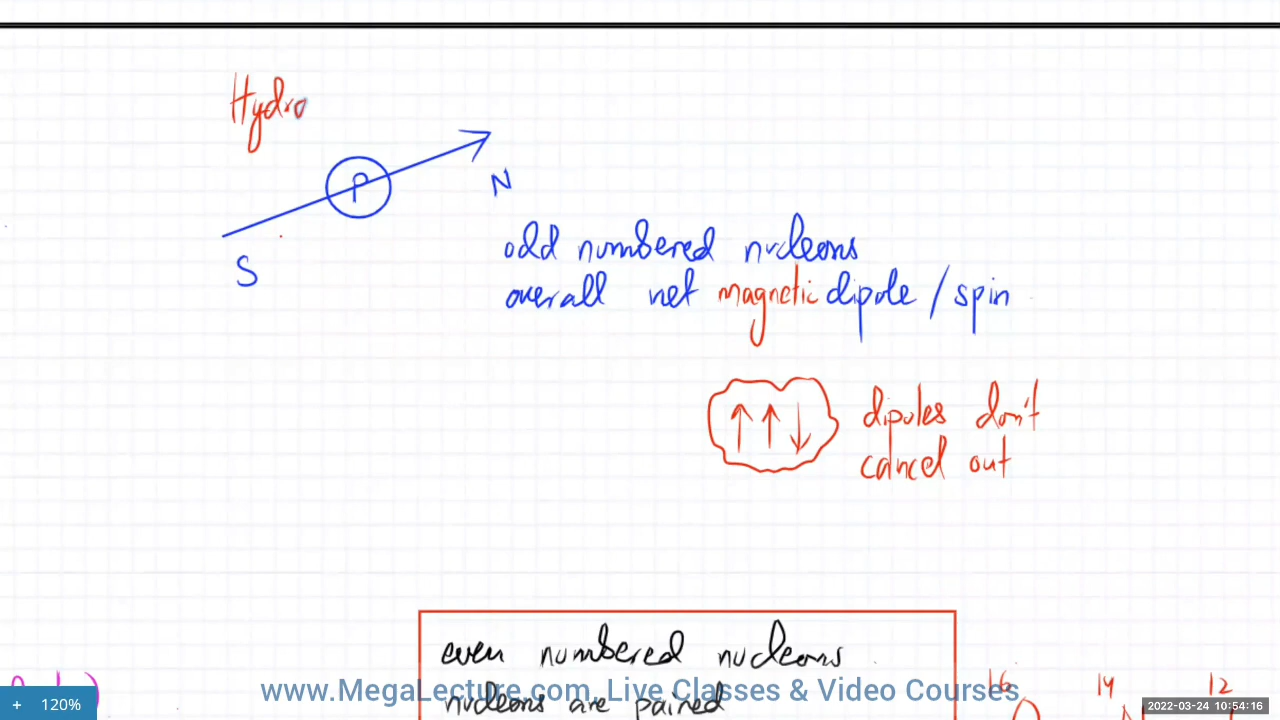 Hydro
P
N
S
odd numbered nucleons
overall net magnetic dipole / spin
dipoles don't
cancel out
even numbered nucleons
nucleons are paired
16 14 12
www.MegaLecture.com, Live Classes & Video Courses
+ 120%
2022-03-24 10:54:16